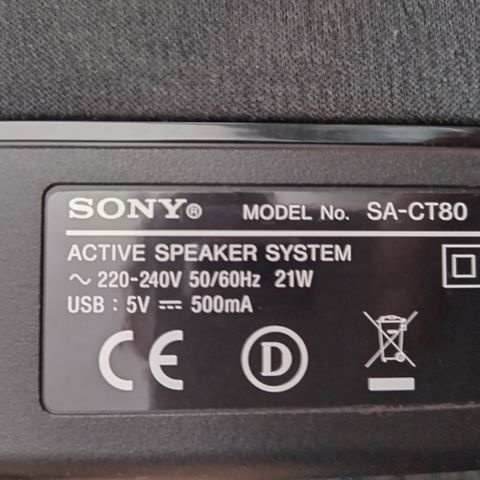 SONY® MODEL No. SA-CT80
ACTIVE SPEAKER SYSTEM
~ 220-240V 50/60Hz 21W
USB : 5V ⎓ 500mA
CE D